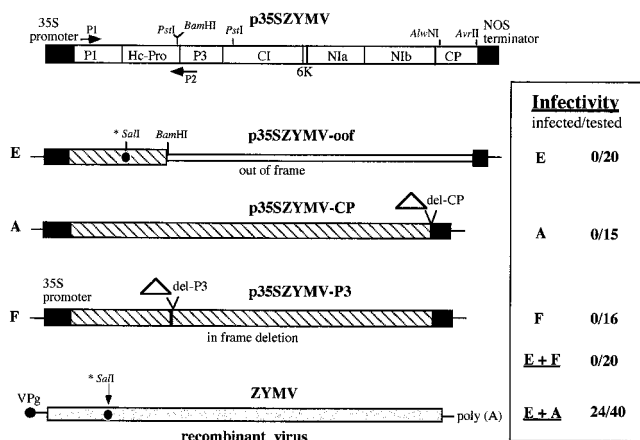 p35SZYMV
35S promoter
P1
PstI
BamHI
PstI
AlwNI
AvrII
NOS terminator
P1 Hc-Pro P3 CI NIa NIb CP
P2
6K
Infectivity
infected/tested
p35SZYMV-oof
* SalI
BamHI
E
out of frame
E 0/20
p35SZYMV-CP
del-CP
A
A 0/15
p35SZYMV-P3
35S promoter
del-P3
F
in frame deletion
F 0/16
E + F 0/20
ZYMV
* SalI
VPg
poly (A)
E + A 24/40
recombinant virus